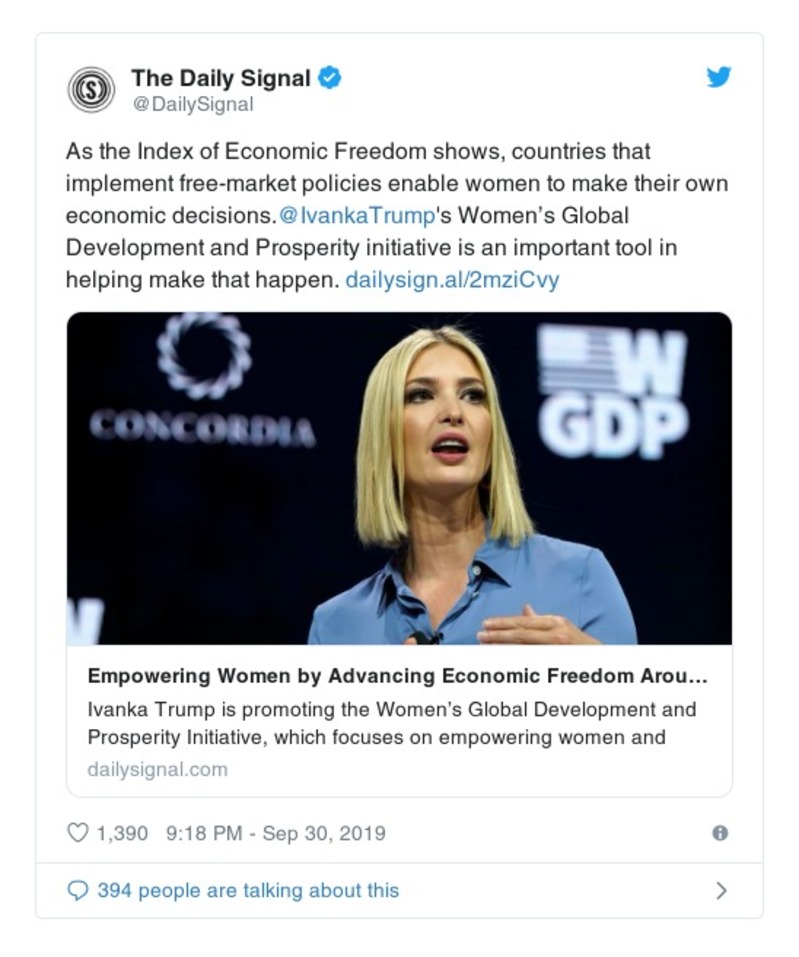 The Daily Signal
@DailySignal
As the Index of Economic Freedom shows, countries that
implement free-market policies enable women to make their own
economic decisions.@IvankaTrump's Women’s Global
Development and Prosperity initiative is an important tool in
helping make that happen. dailysign.al/2mziCvy
CONCORDIA
W
GDP
W
Empowering Women by Advancing Economic Freedom Arou...
Ivanka Trump is promoting the Women’s Global Development and
Prosperity Initiative, which focuses on empowering women and
dailysignal.com
1,390 9:18 PM - Sep 30, 2019
394 people are talking about this